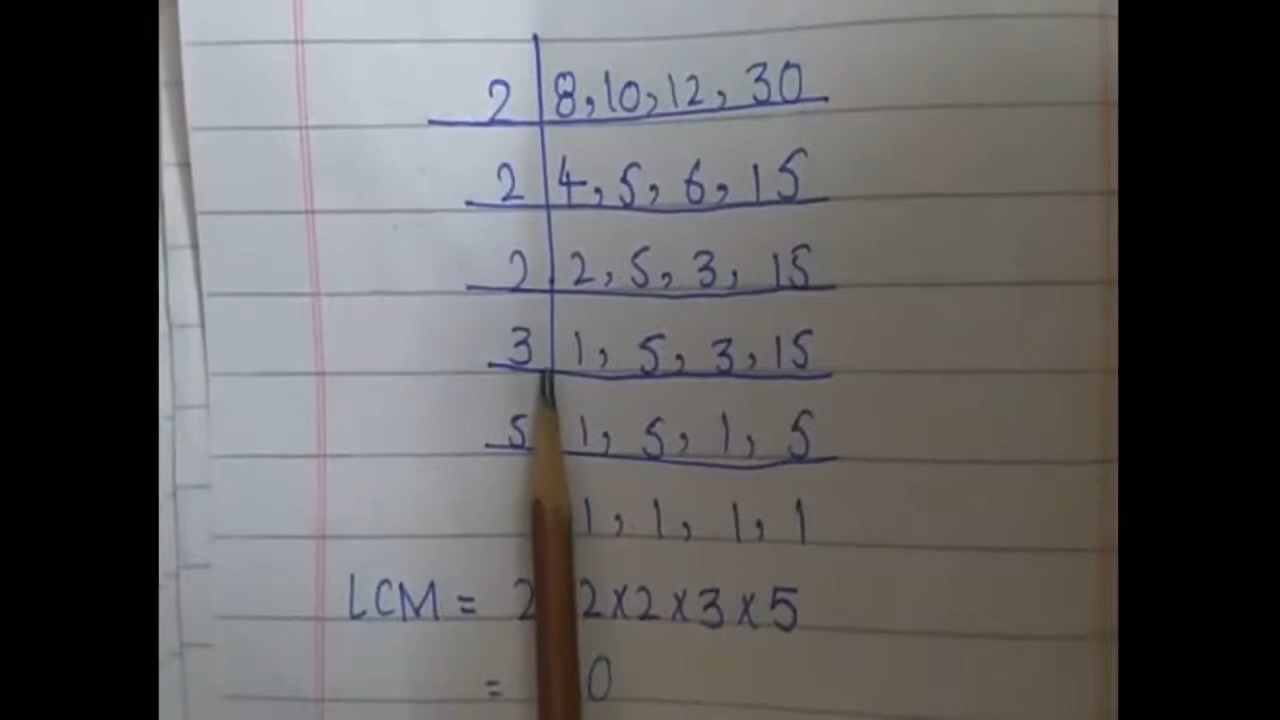 2 8, 10, 12, 30
2 4, 5, 6, 15
2 2, 5, 3, 15
3 1, 5, 3, 15
5 1, 5, 1, 5
1, 1, 1, 1
LCM = 2 2×2×3×5
= 0